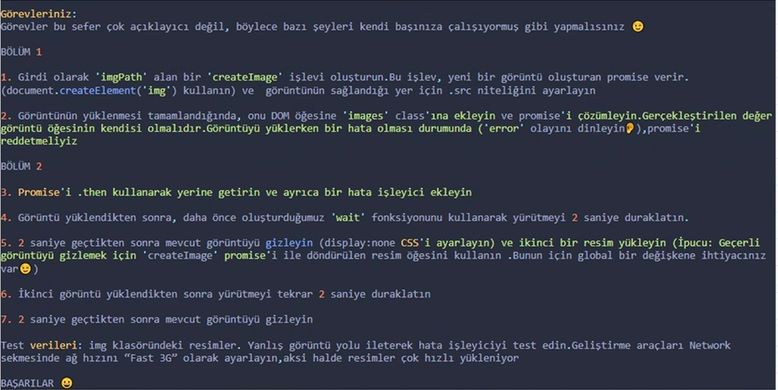 Görevleriniz:
Görevler bu sefer çok açıklayıcı değil, böylece bazı şeyleri kendi başınıza çalışıyormuş gibi yapmalısınız 😉
BÖLÜM 1
1. Girdi olarak 'imgPath' alan bir 'createImage' işlevi oluşturun.Bu işlev, yeni bir görüntü oluşturan promise verir.
(document.createElement('img') kullanın) ve görüntünün sağlandığı yer için .src niteliğini ayarlayın
2. Görüntünün yüklenmesi tamamlandığında, onu DOM öğesine 'images' class'ına ekleyin ve promise'i çözümleyin.Gerçekleştirilen değer
görüntü öğesinin kendisi olmalıdır.Görüntüyü yüklerken bir hata olması durumunda ('error' olayını dinleyin👂),promise'i
reddetmeliyiz
BÖLÜM 2
3. Promise'i .then kullanarak yerine getirin ve ayrıca bir hata işleyici ekleyin
4. Görüntü yüklendikten sonra, daha önce oluşturduğumuz 'wait' fonksiyonunu kullanarak yürütmeyi 2 saniye duraklatın.
5. 2 saniye geçtikten sonra mevcut görüntüyü gizleyin (display:none CSS'i ayarlayın) ve ikinci bir resim yükleyin (İpucu: Geçerli
görüntüyü gizlemek için 'createImage' promise'i ile döndürülen resim öğesini kullanın .Bunun için global bir değişkene ihtiyacınız
var😉)
6. İkinci görüntü yüklendikten sonra yürütmeyi tekrar 2 saniye duraklatın
7. 2 saniye geçtikten sonra mevcut görüntüyü gizleyin
Test verileri: img klasöründeki resimler. Yanlış görüntü yolu ileterek hata işleyiciyi test edin.Geliştirme araçları Network
sekmesinde ağ hızını “Fast 3G” olarak ayarlayın,aksi halde resimler çok hızlı yükleniyor
BAŞARILAR 😀